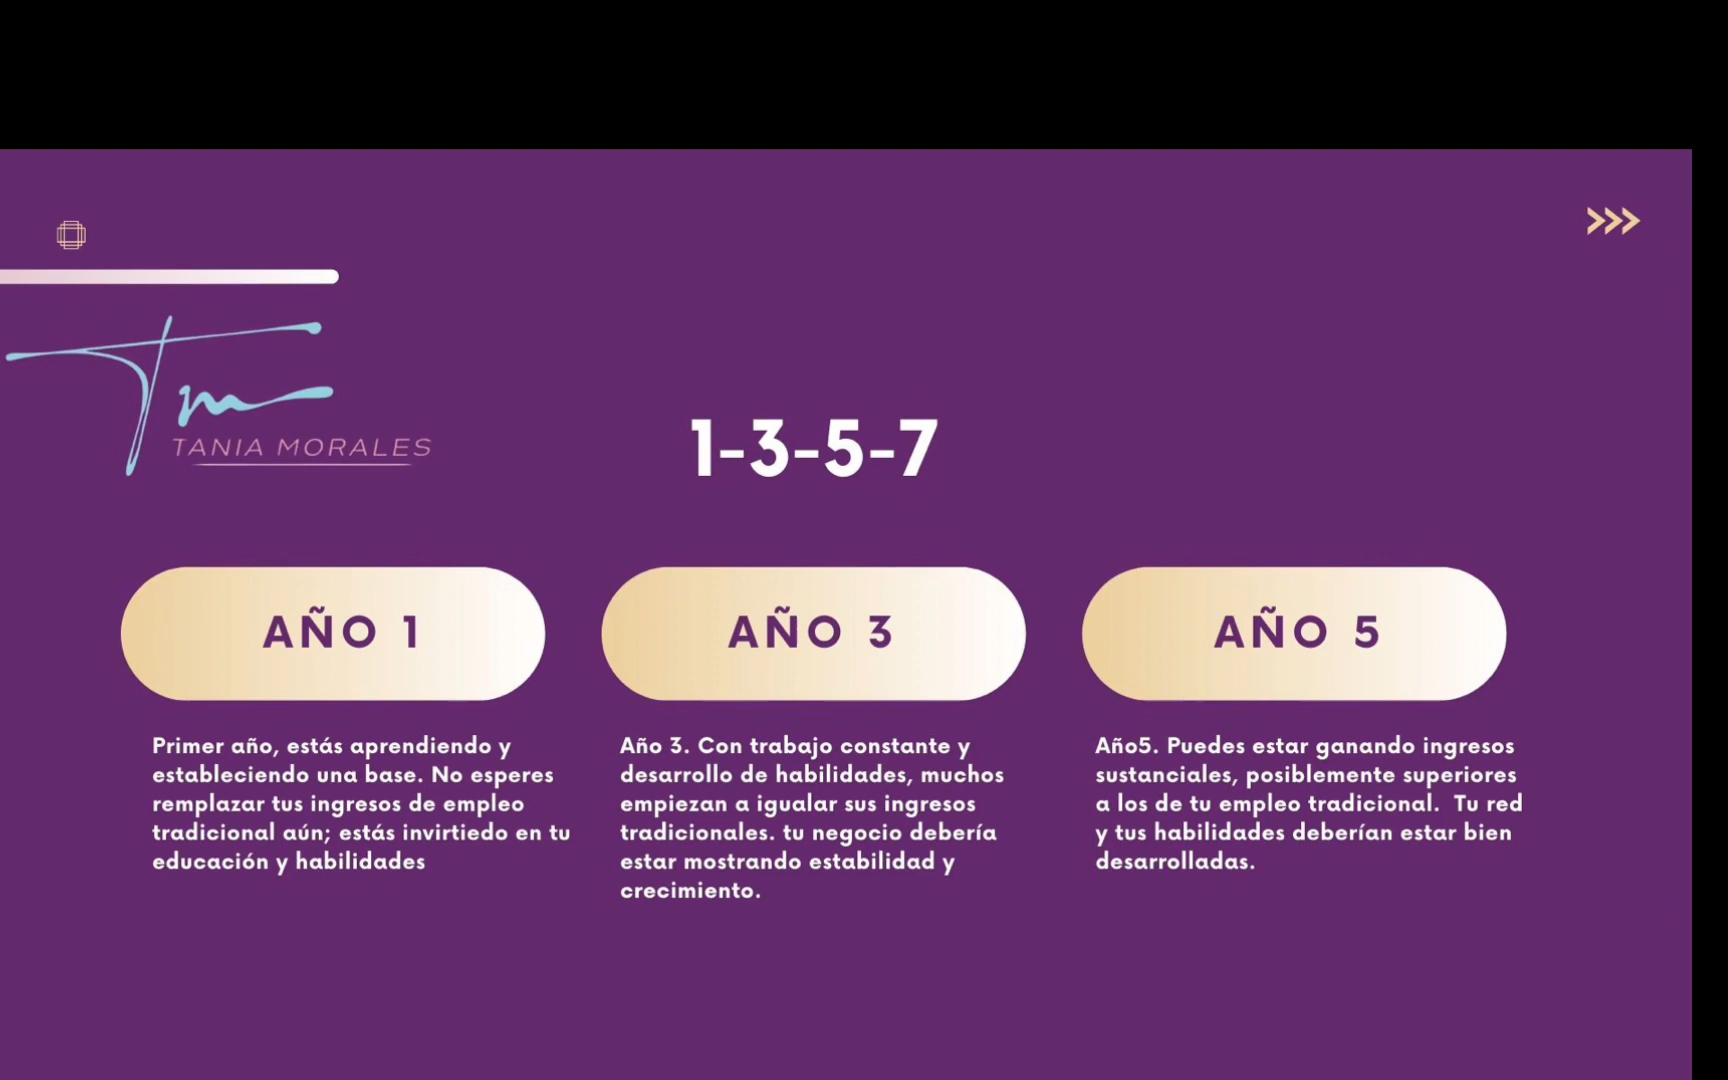 Tm
TANIA MORALES
1-3-5-7
AÑO 1
Primer año, estás aprendiendo y
estableciendo una base. No esperes
remplazar tus ingresos de empleo
tradicional aún; estás invirtiedo en tu
educación y habilidades
AÑO 3
Año 3. Con trabajo constante y
desarrollo de habilidades, muchos
empiezan a igualar sus ingresos
tradicionales. tu negocio debería
estar mostrando estabilidad y
crecimiento.
AÑO 5
Año5. Puedes estar ganando ingresos
sustanciales, posiblemente superiores
a los de tu empleo tradicional. Tu red
y tus habilidades deberían estar bien
desarrolladas.